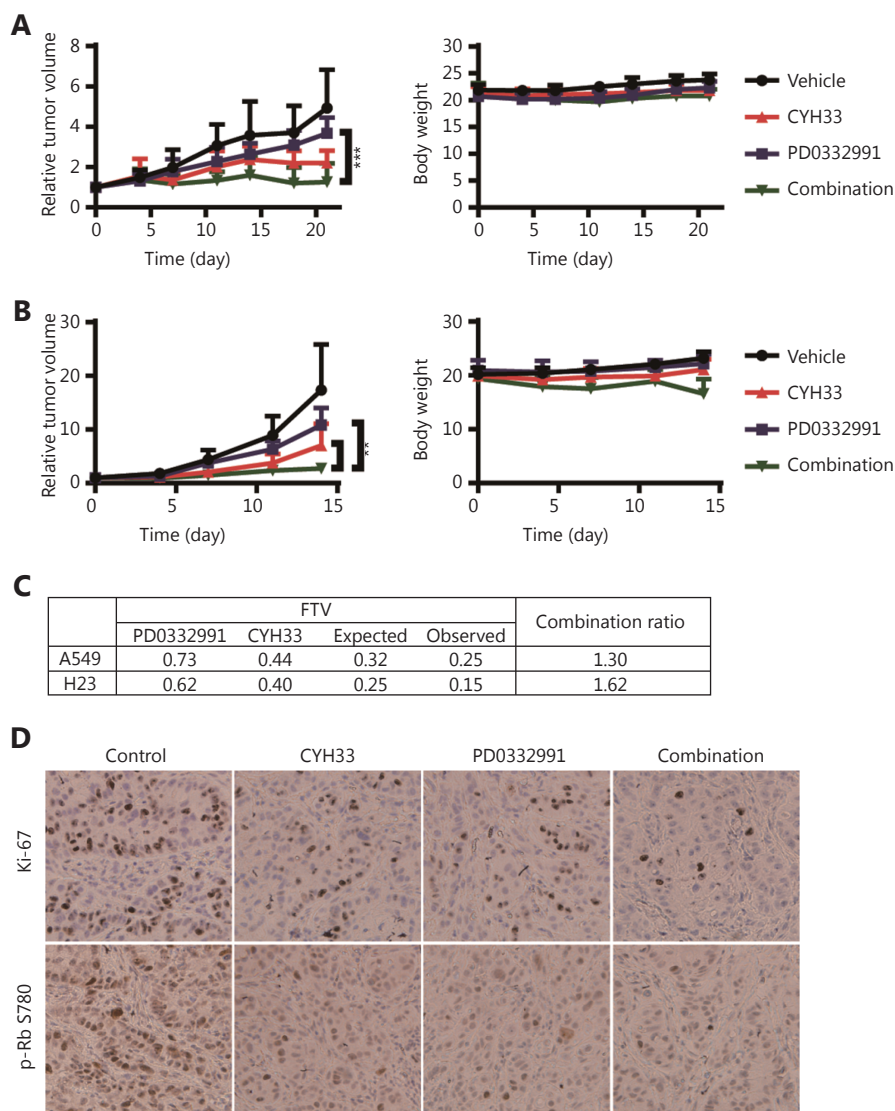 A
Relative tumor volume
8
6
4
2
0
0 5 10 15 20
Time (day)
***
Body weight
30
25
20
15
10
5
0
0 5 10 15 20
Time (day)
Vehicle
CYH33
PD0332991
Combination
B
Relative tumor volume
30
20
10
0
0 5 10 15
Time (day)
*
**
Body weight
30
20
10
0
0 5 10 15
Time (day)
Vehicle
CYH33
PD0332991
Combination
C
FTV Combination ratio
PD0332991 CYH33 Expected Observed
A549 0.73 0.44 0.32 0.25 1.30
H23 0.62 0.40 0.25 0.15 1.62
D
Control CYH33 PD0332991 Combination
Ki-67
p-Rb S780